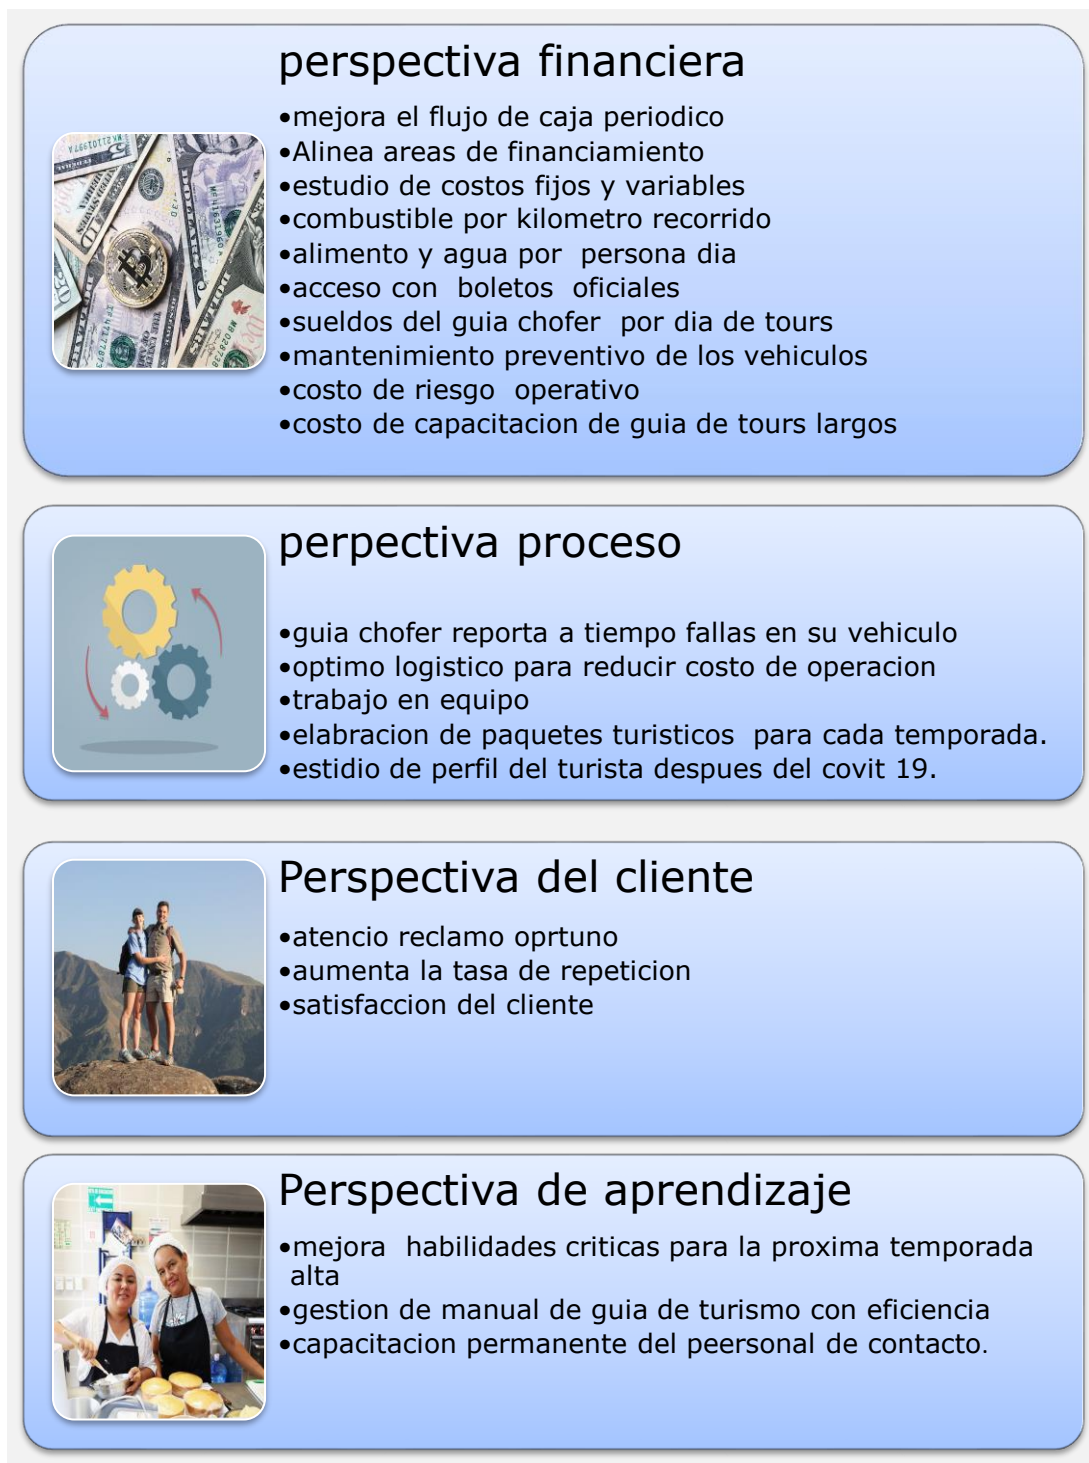 perspectiva financiera
•mejora el flujo de caja periodico
•Alinea areas de financiamiento
•estudio de costos fijos y variables
•combustible por kilometro recorrido
•alimento y agua por persona dia
•acceso con boletos oficiales
•sueldos del guia chofer por dia de tours
•mantenimiento preventivo de los vehiculos
•costo de riesgo operativo
•costo de capacitacion de guia de tours largos
perpectiva proceso
•guia chofer reporta a tiempo fallas en su vehiculo
•optimo logistico para reducir costo de operacion
•trabajo en equipo
•elabracion de paquetes turisticos para cada temporada.
•estidio de perfil del turista despues del covit 19.
Perspectiva del cliente
•atencio reclamo oprtuno
•aumenta la tasa de repeticion
•satisfaccion del cliente
Perspectiva de aprendizaje
•mejora habilidades criticas para la proxima temporada
alta
•gestion de manual de guia de turismo con eficiencia
•capacitacion permanente del peersonal de contacto.